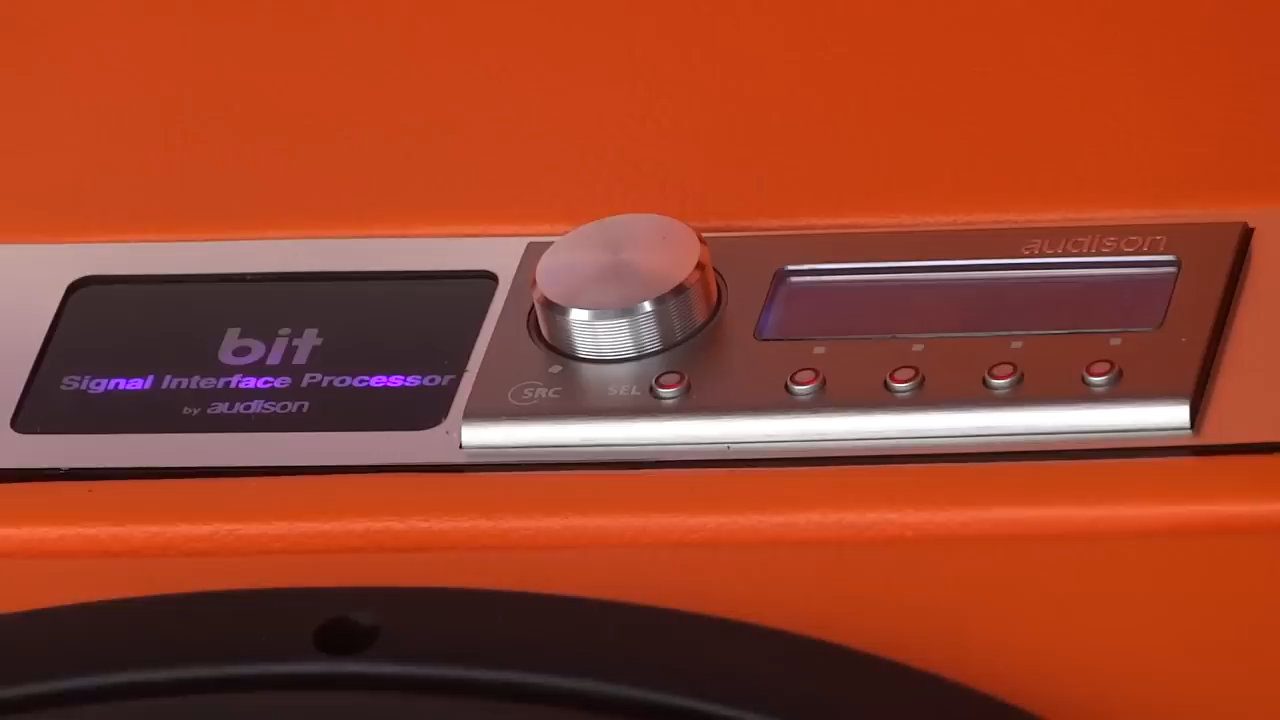 bit
Signal Interface Processor
by audison
SRC
SEL
audison